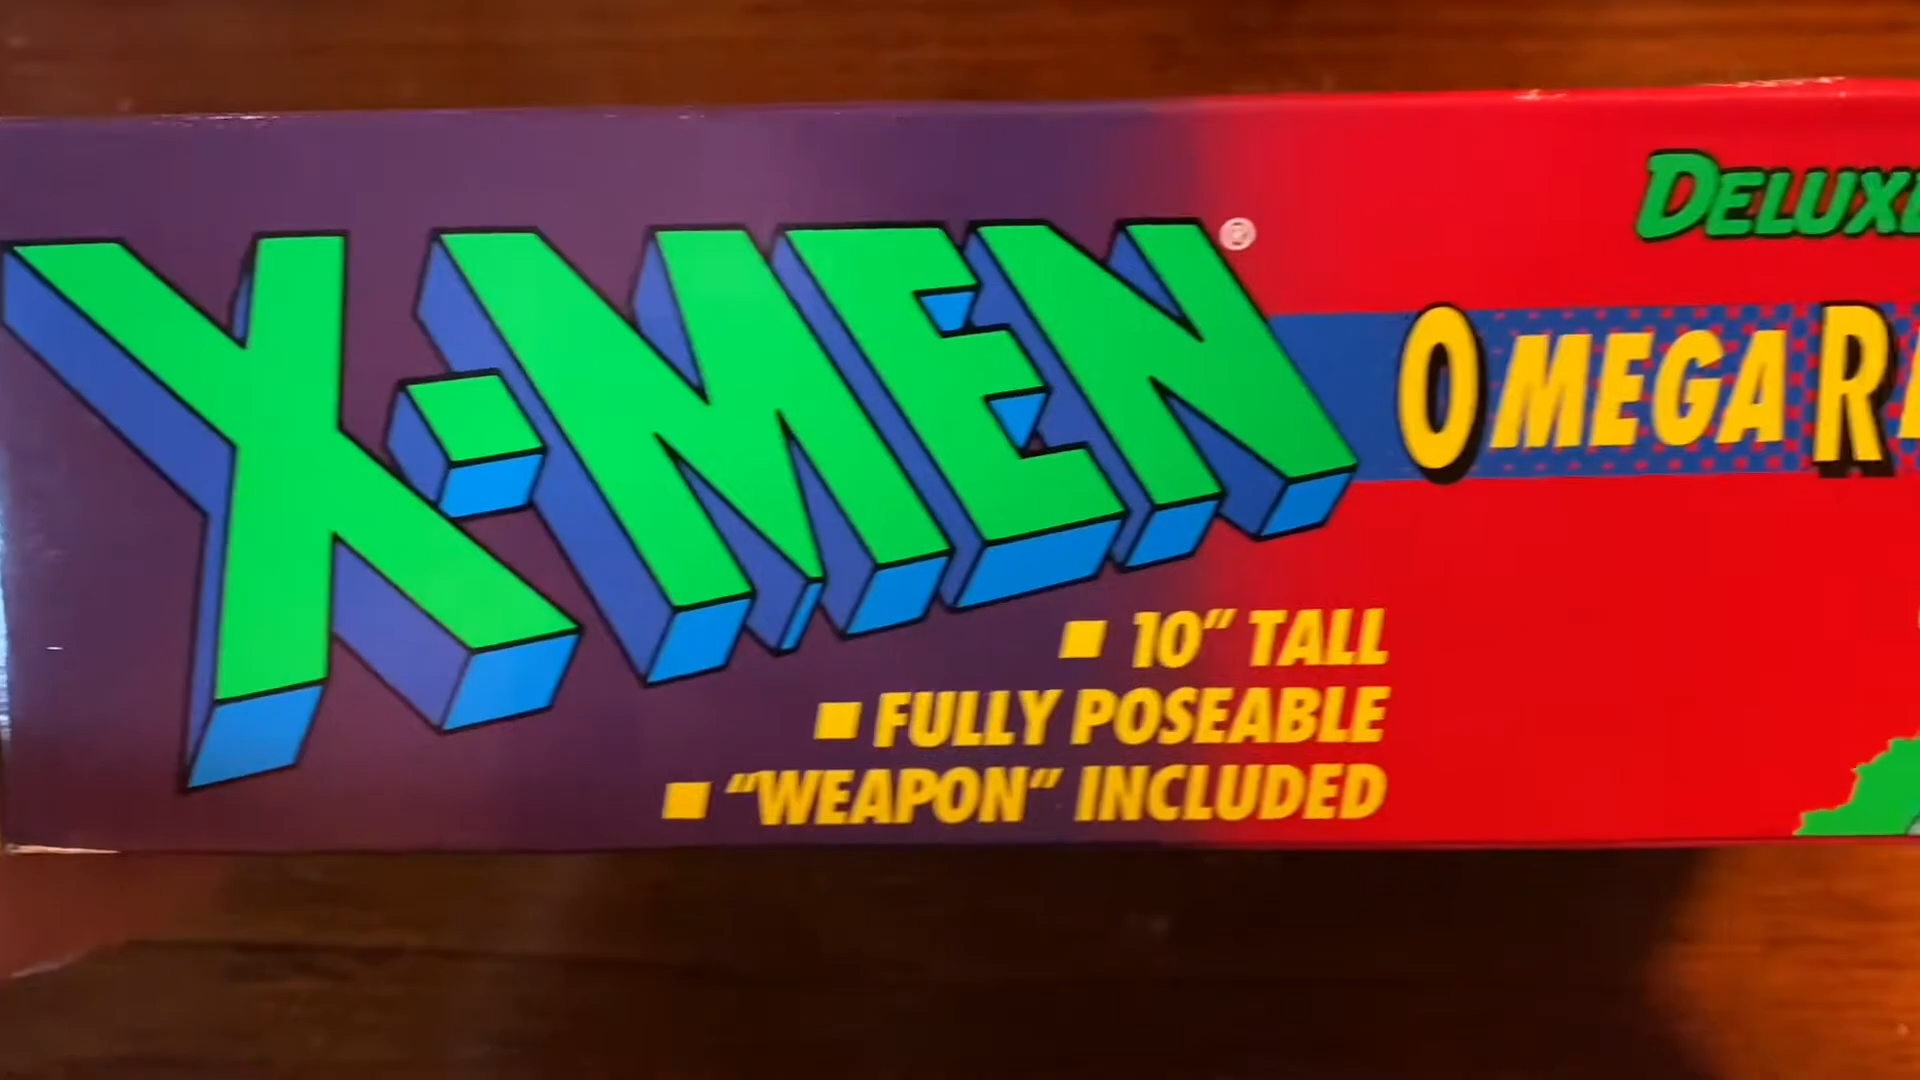 X-MEN®
DELUXE
OMEGA R
■ 10" TALL
■ FULLY POSEABLE
■ "WEAPON" INCLUDED